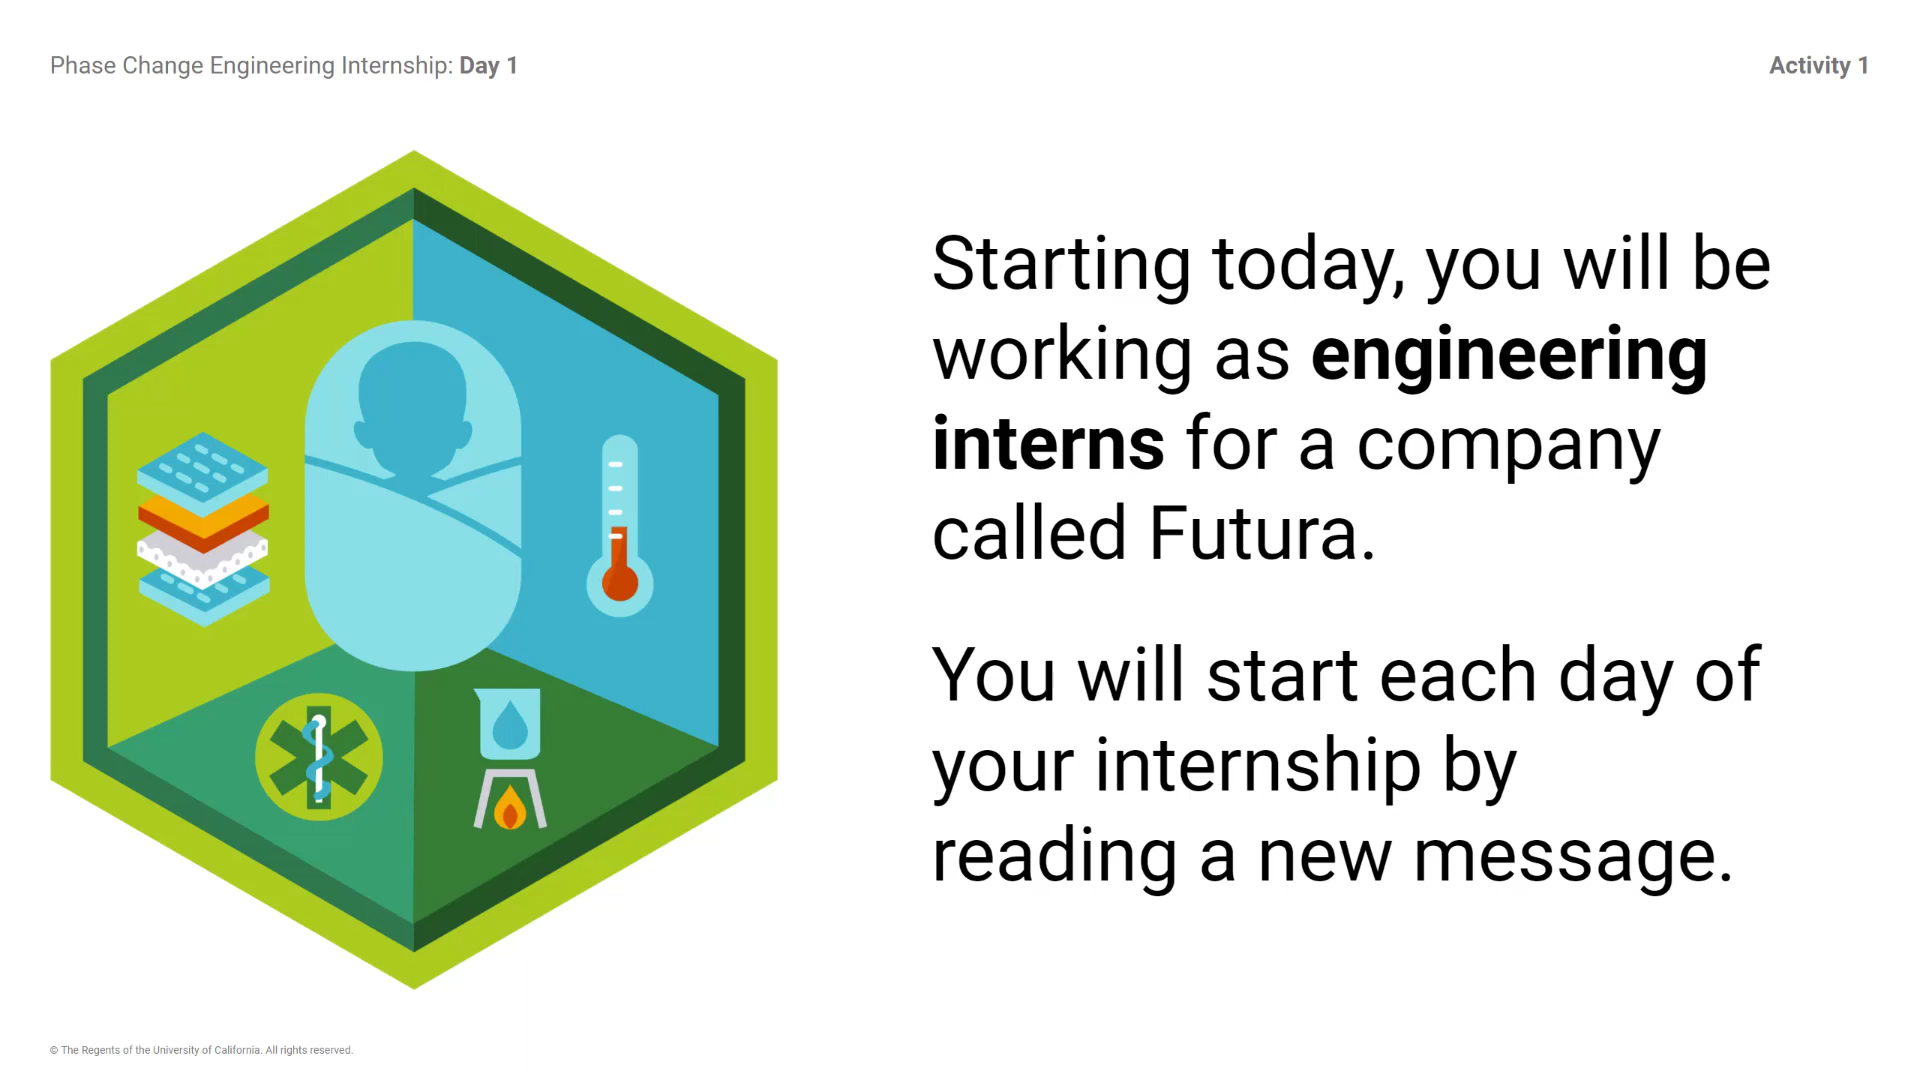 Phase Change Engineering Internship: Day 1
Activity 1
Starting today, you will be
working as engineering
interns for a company
called Futura.
You will start each day of
your internship by
reading a new message.
© The Regents of the University of California. All rights reserved.